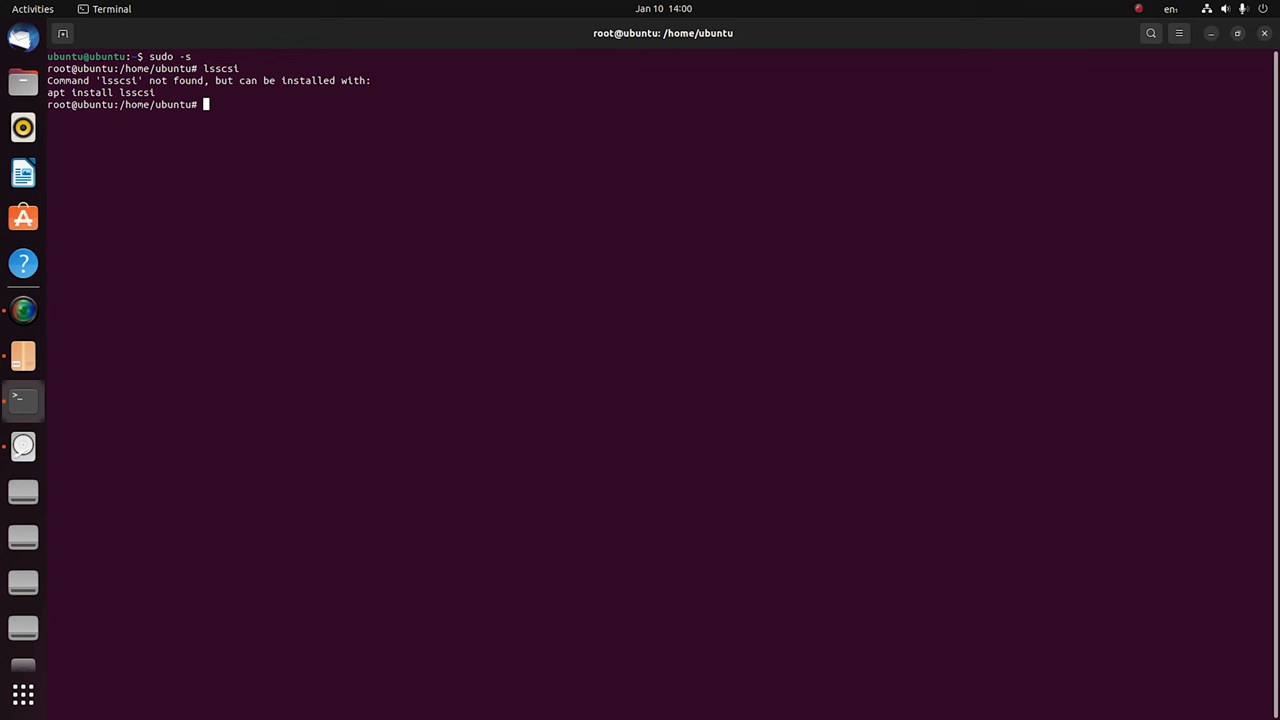 Activities
Terminal
Jan 10 14:00
en₁
root@ubuntu: /home/ubuntu
ubuntu@ubuntu:~$ sudo -s
root@ubuntu:/home/ubuntu# lsscsi
Command 'lsscsi' not found, but can be installed with:
apt install lsscsi
root@ubuntu:/home/ubuntu#